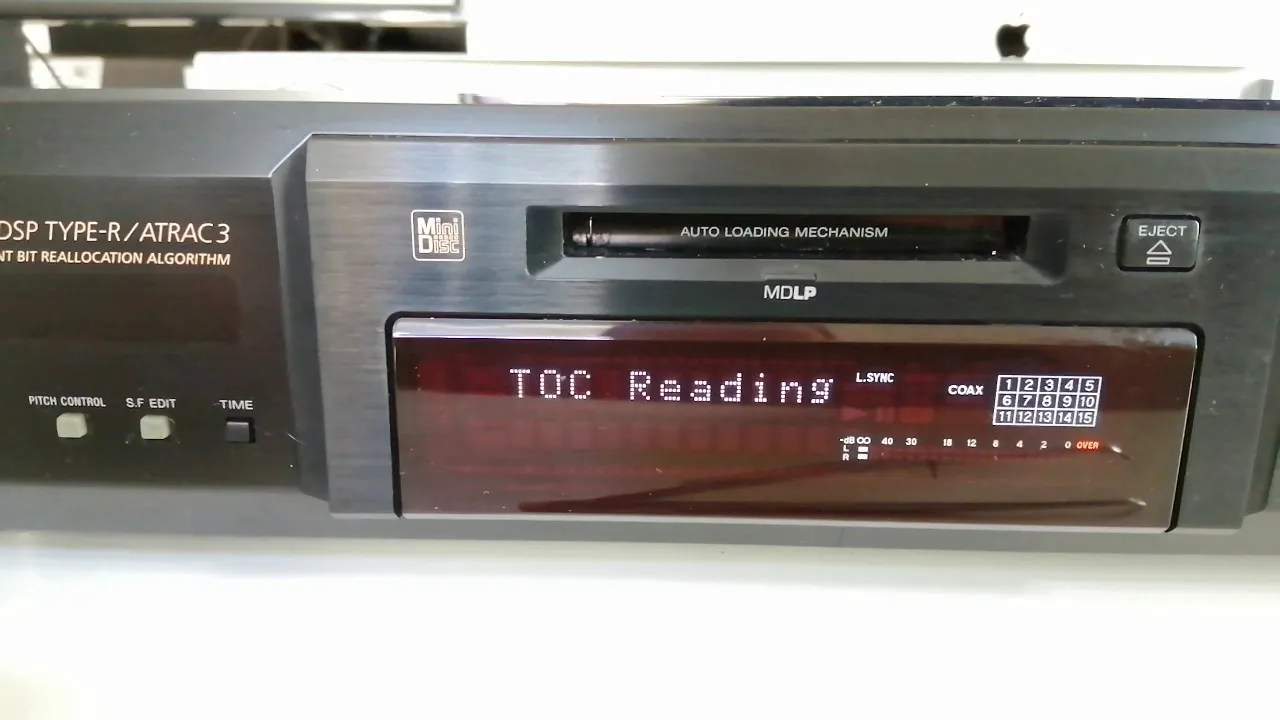 DSP TYPE-R/ATRAC3
NT BIT REALLOCATION ALGORITHM
PITCH CONTROL
S.F EDIT
TIME
Mini
Disc
AUTO LOADING MECHANISM
MDLP
EJECT
TOC Reading
L.SYNC
COAX
1 2 3 4 5
6 7 8 9 10
11 12 13 14 15
-dB ∞ 40 30 18 12 8 4 2 0 OVER
L
R